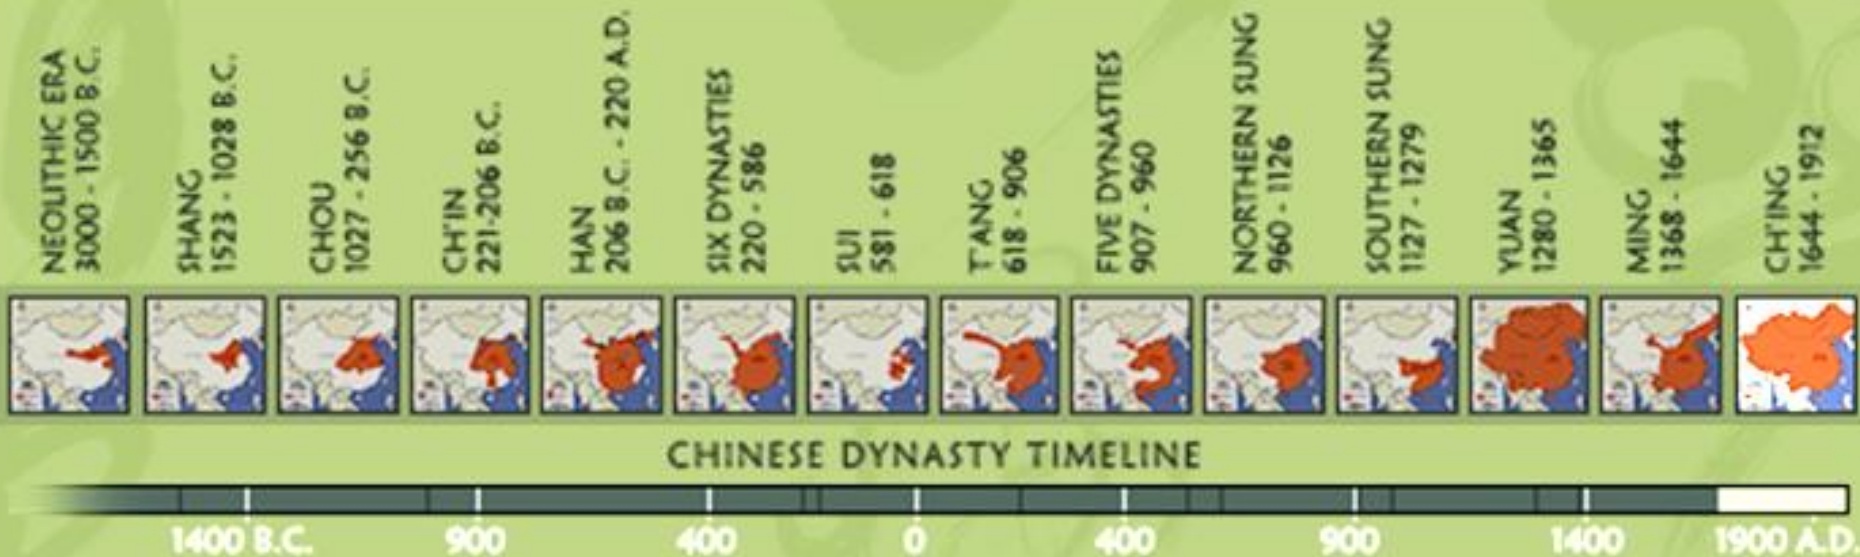 NEOLITHIC ERA
3000 - 1500 B.C.
SHANG
1523 - 1028 B.C.
CHOU
1027 - 256 B.C.
CH'IN
221-206 B.C.
HAN
206 B.C. - 220 A.D.
SIX DYNASTIES
220 - 586
SUI
581 - 618
T'ANG
618 - 906
FIVE DYNASTIES
907 - 960
NORTHERN SUNG
960 - 1126
SOUTHERN SUNG
1127 - 1279
YUAN
1280 - 1365
MING
1368 - 1644
CH'ING
1644 - 1912
CHINESE DYNASTY TIMELINE
1400 B.C. 900 400 0 400 900 1400 1900 A.D.